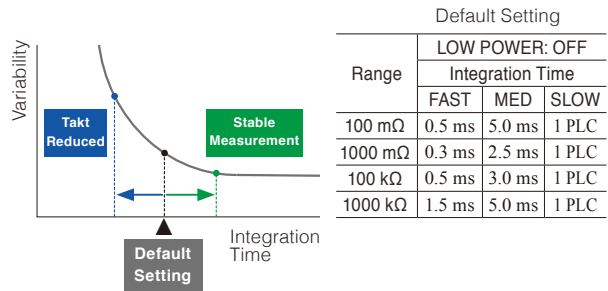 Variability
Takt
Reduced
Stable
Measurement
Default
Setting
Integration
Time
Default Setting
Range
LOW POWER: OFF
Integration Time
FAST MED SLOW
100 mΩ 0.5 ms 5.0 ms 1 PLC
1000 mΩ 0.3 ms 2.5 ms 1 PLC
100 kΩ 0.5 ms 3.0 ms 1 PLC
1000 kΩ 1.5 ms 5.0 ms 1 PLC